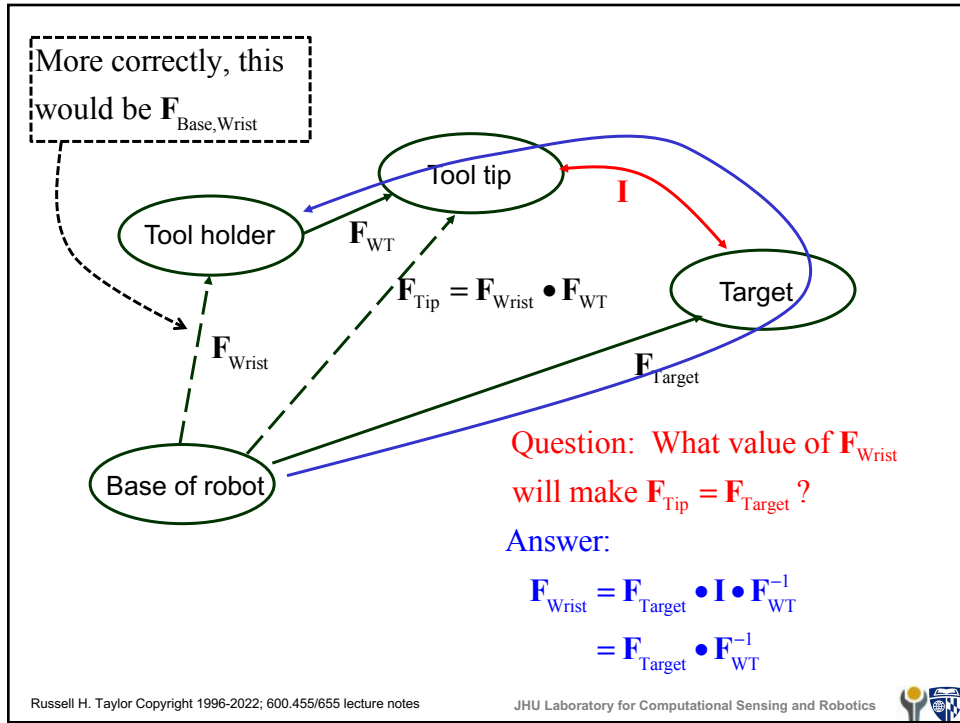 More correctly, this
would be F_Base,Wrist
Tool tip
I
Tool holder
F_WT
F_Tip = F_Wrist • F_WT
Target
F_Wrist
F_Target
Base of robot
Question: What value of F_Wrist
will make F_Tip = F_Target ?
Answer:
F_Wrist = F_Target • I • F_WT^−1
= F_Target • F_WT^−1
Russell H. Taylor Copyright 1996-2022; 600.455/655 lecture notes
JHU Laboratory for Computational Sensing and Robotics